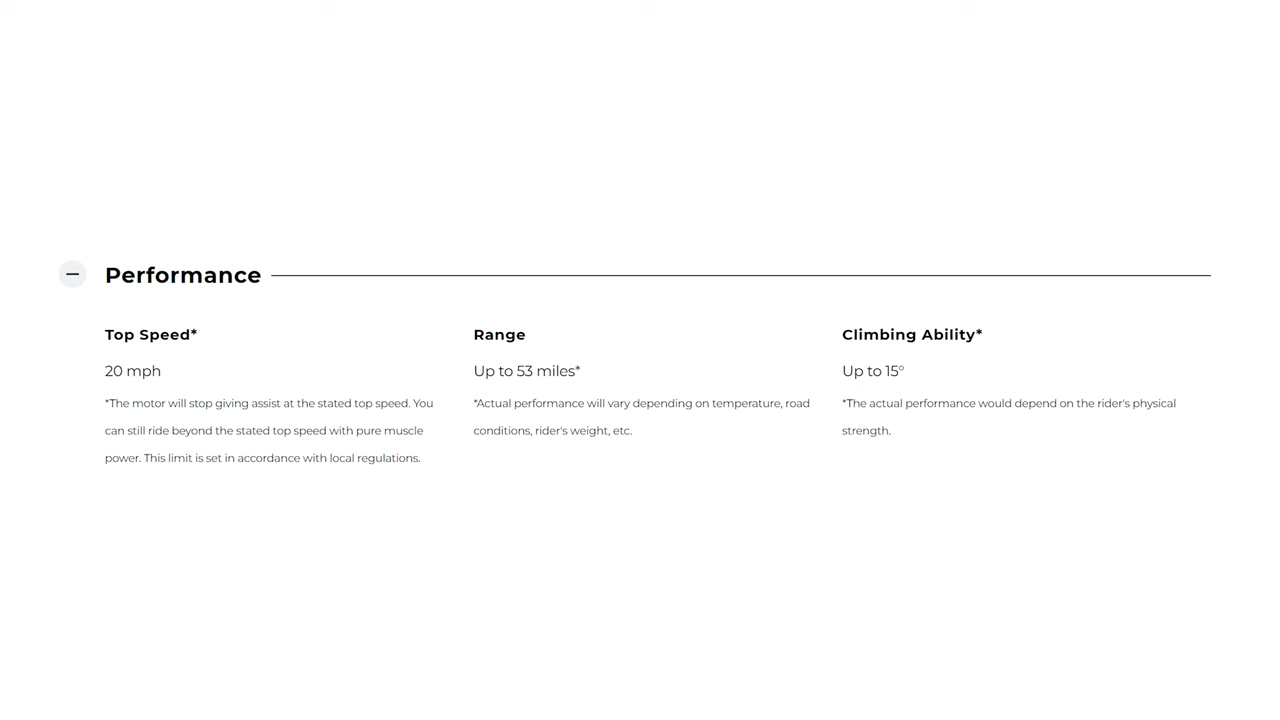 Performance
Top Speed*
20 mph
*The motor will stop giving assist at the stated top speed. You
can still ride beyond the stated top speed with pure muscle
power. This limit is set in accordance with local regulations.
Range
Up to 53 miles*
*Actual performance will vary depending on temperature, road
conditions, rider's weight, etc.
Climbing Ability*
Up to 15°
*The actual performance would depend on the rider's physical
strength.